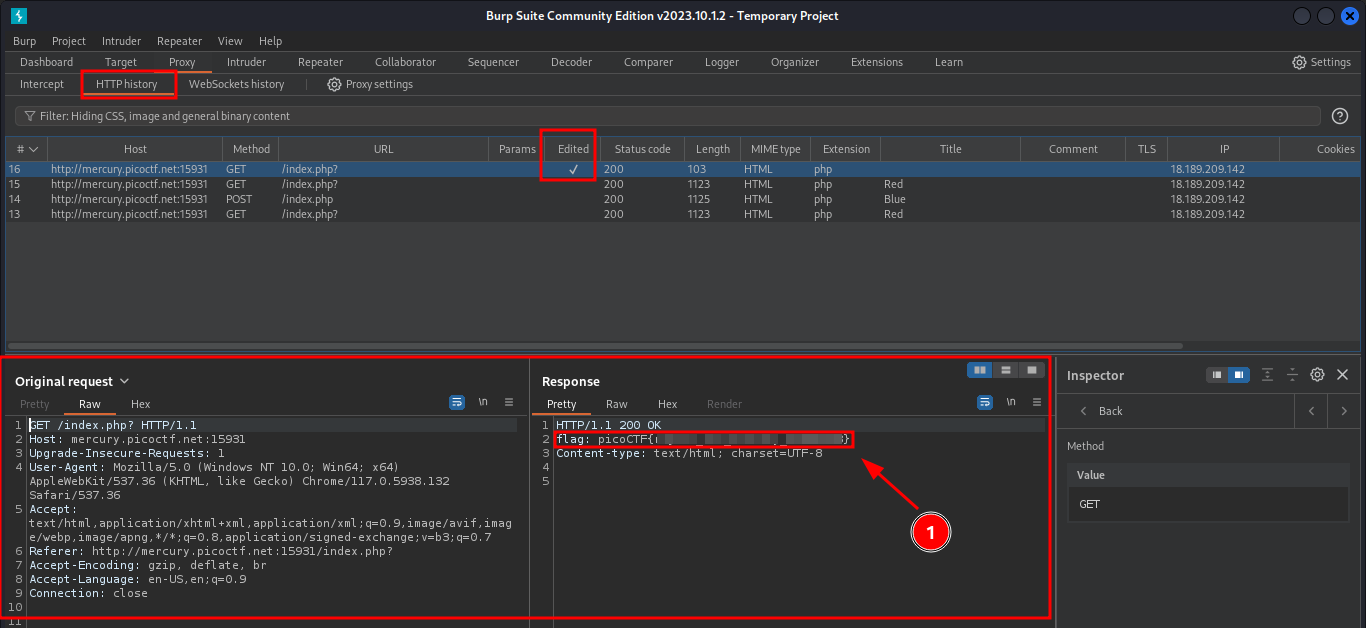 Burp Suite Community Edition v2023.10.1.2 - Temporary Project
Burp Project Intruder Repeater View Help
Dashboard Target Proxy Intruder Repeater Collaborator Sequencer Decoder Comparer Logger Organizer Extensions Learn Settings
Intercept HTTP history WebSockets history Proxy settings
Filter: Hiding CSS, image and general binary content
# Host Method URL Params Edited Status code Length MIME type Extension Title Comment TLS IP Cookies
16 http://mercury.picoctf.net:15931 GET /index.php? ✓ 200 103 HTML php 18.189.209.142
15 http://mercury.picoctf.net:15931 GET /index.php? 200 1123 HTML php Red 18.189.209.142
14 http://mercury.picoctf.net:15931 POST /index.php 200 1125 HTML php Blue 18.189.209.142
13 http://mercury.picoctf.net:15931 GET /index.php? 200 1123 HTML php Red 18.189.209.142
Original request
Pretty Raw Hex \n
1 GET /index.php? HTTP/1.1
2 Host: mercury.picoctf.net:15931
3 Upgrade-Insecure-Requests: 1
4 User-Agent: Mozilla/5.0 (Windows NT 10.0; Win64; x64)
AppleWebKit/537.36 (KHTML, like Gecko) Chrome/117.0.5938.132
Safari/537.36
5 Accept:
text/html,application/xhtml+xml,application/xml;q=0.9,image/avif,imag
e/webp,image/apng,*/*;q=0.8,application/signed-exchange;v=b3;q=0.7
6 Referer: http://mercury.picoctf.net:15931/index.php?
7 Accept-Encoding: gzip, deflate, br
8 Accept-Language: en-US,en;q=0.9
9 Connection: close
10
11
Response
Pretty Raw Hex Render \n
1 HTTP/1.1 200 OK
2 flag: picoCTF{
3 Content-type: text/html; charset=UTF-8
4
5
1
Inspector
Back
Method
Value
GET